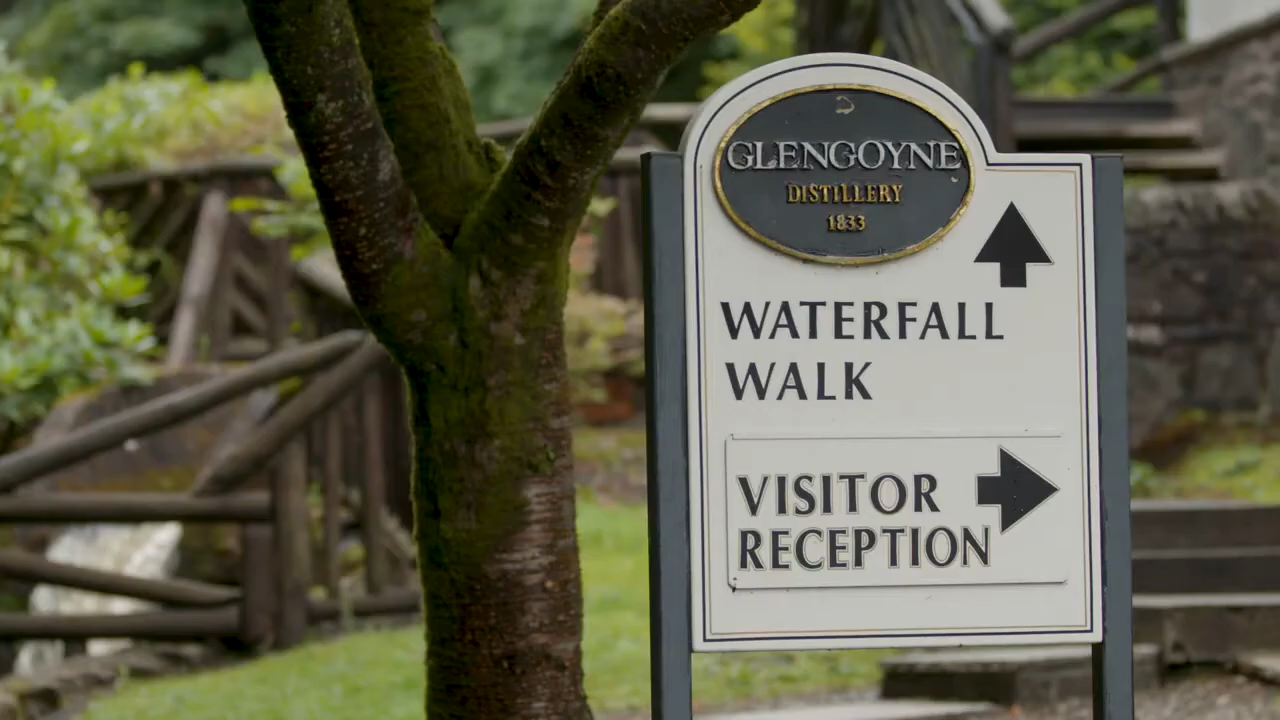 GLENGOYNE
DISTILLERY
1833
WATERFALL
WALK
VISITOR
RECEPTION